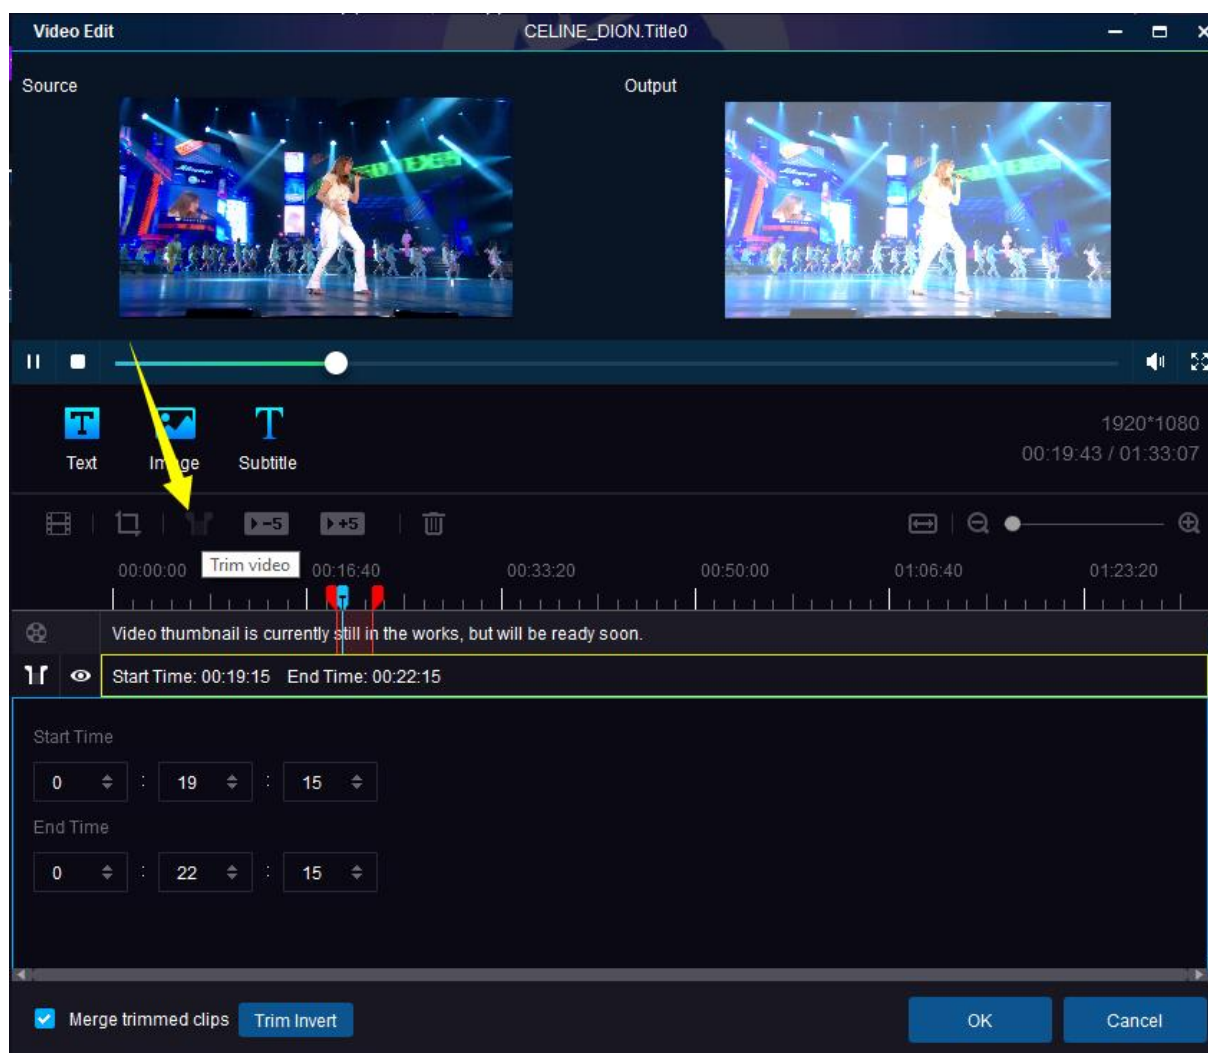 Video Edit
CELINE_DION.Title0
Source
Output
Text
Image
Subtitle
1920*1080
00:19:43 / 01:33:07
-5
+5
Trim video
00:00:00
00:16:40
00:33:20
00:50:00
01:06:40
01:23:20
Video thumbnail is currently still in the works, but will be ready soon.
Start Time: 00:19:15 End Time: 00:22:15
Start Time
0 : 19 : 15
End Time
0 : 22 : 15
Merge trimmed clips
Trim Invert
OK
Cancel